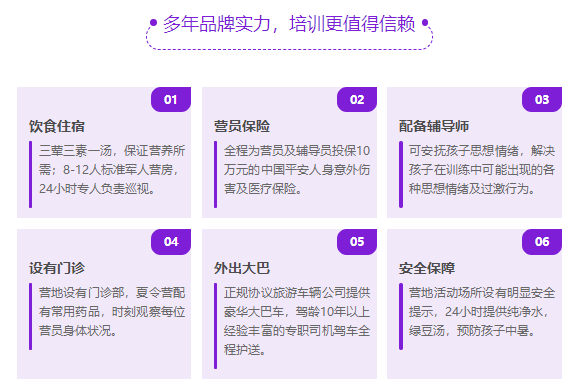 多年品牌实力，培训更值得信赖
01
饮食住宿
三荤三素一汤，保证营养所
需；8-12人标准军人营房，
24小时专人负责巡视。
02
营员保险
全程为营员及辅导员投保10
万元的中国平安人身意外伤
害及医疗保险。
03
配备辅导师
可安抚孩子思想情绪，解决
孩子在训练中可能出现的各
种思想情绪及过激行为。
04
设有门诊
营地设有门诊部，夏令营配
有常用药品，时刻观察每位
营员身体状况。
05
外出大巴
正规协议旅游车辆公司提供
豪华大巴车，驾龄10年以上
经验丰富的专职司机驾车全
程护送。
06
安全保障
营地活动场所设有明显安全
提示，24小时提供纯净水，
绿豆汤，预防孩子中暑。